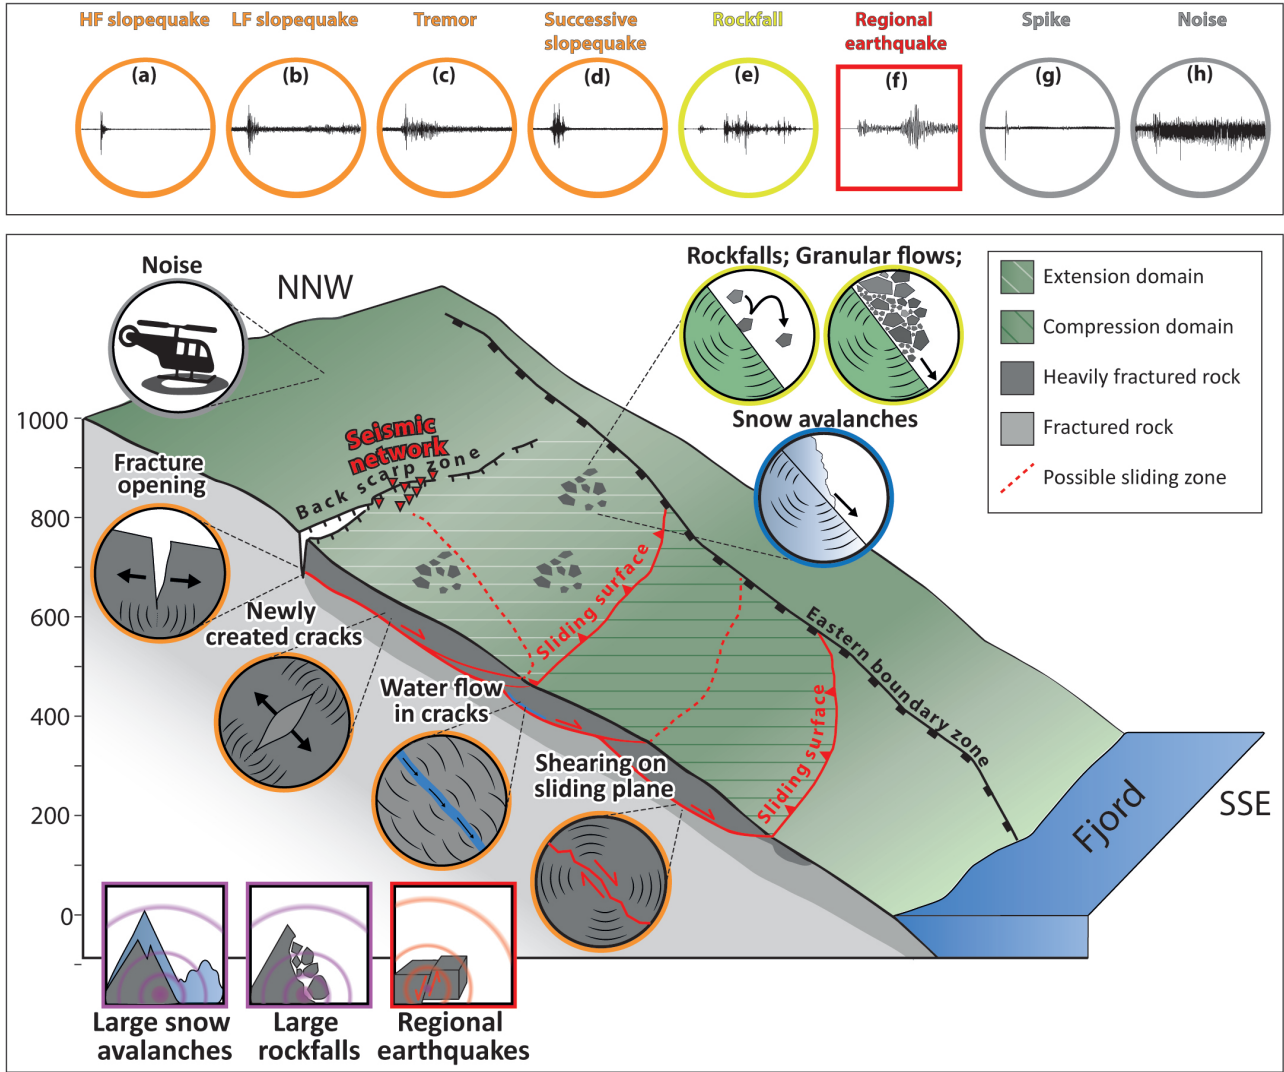 HF slopequake
LF slopequake
Tremor
Successive
slopequake
Rockfall
Regional
earthquake
Spike
Noise
(a)
(b)
(c)
(d)
(e)
(f)
(g)
(h)
Noise
NNW
Rockfalls; Granular flows;
Snow avalanches
Extension domain
Compression domain
Heavily fractured rock
Fractured rock
Possible sliding zone
1000
800
600
400
200
0
Seismic
network
Back scarp zone
Fracture
opening
Newly
created cracks
Water flow
in cracks
Shearing on
sliding plane
Sliding surface
Sliding surface
Eastern boundary zone
Fjord
SSE
Large snow
avalanches
Large
rockfalls
Regional
earthquakes